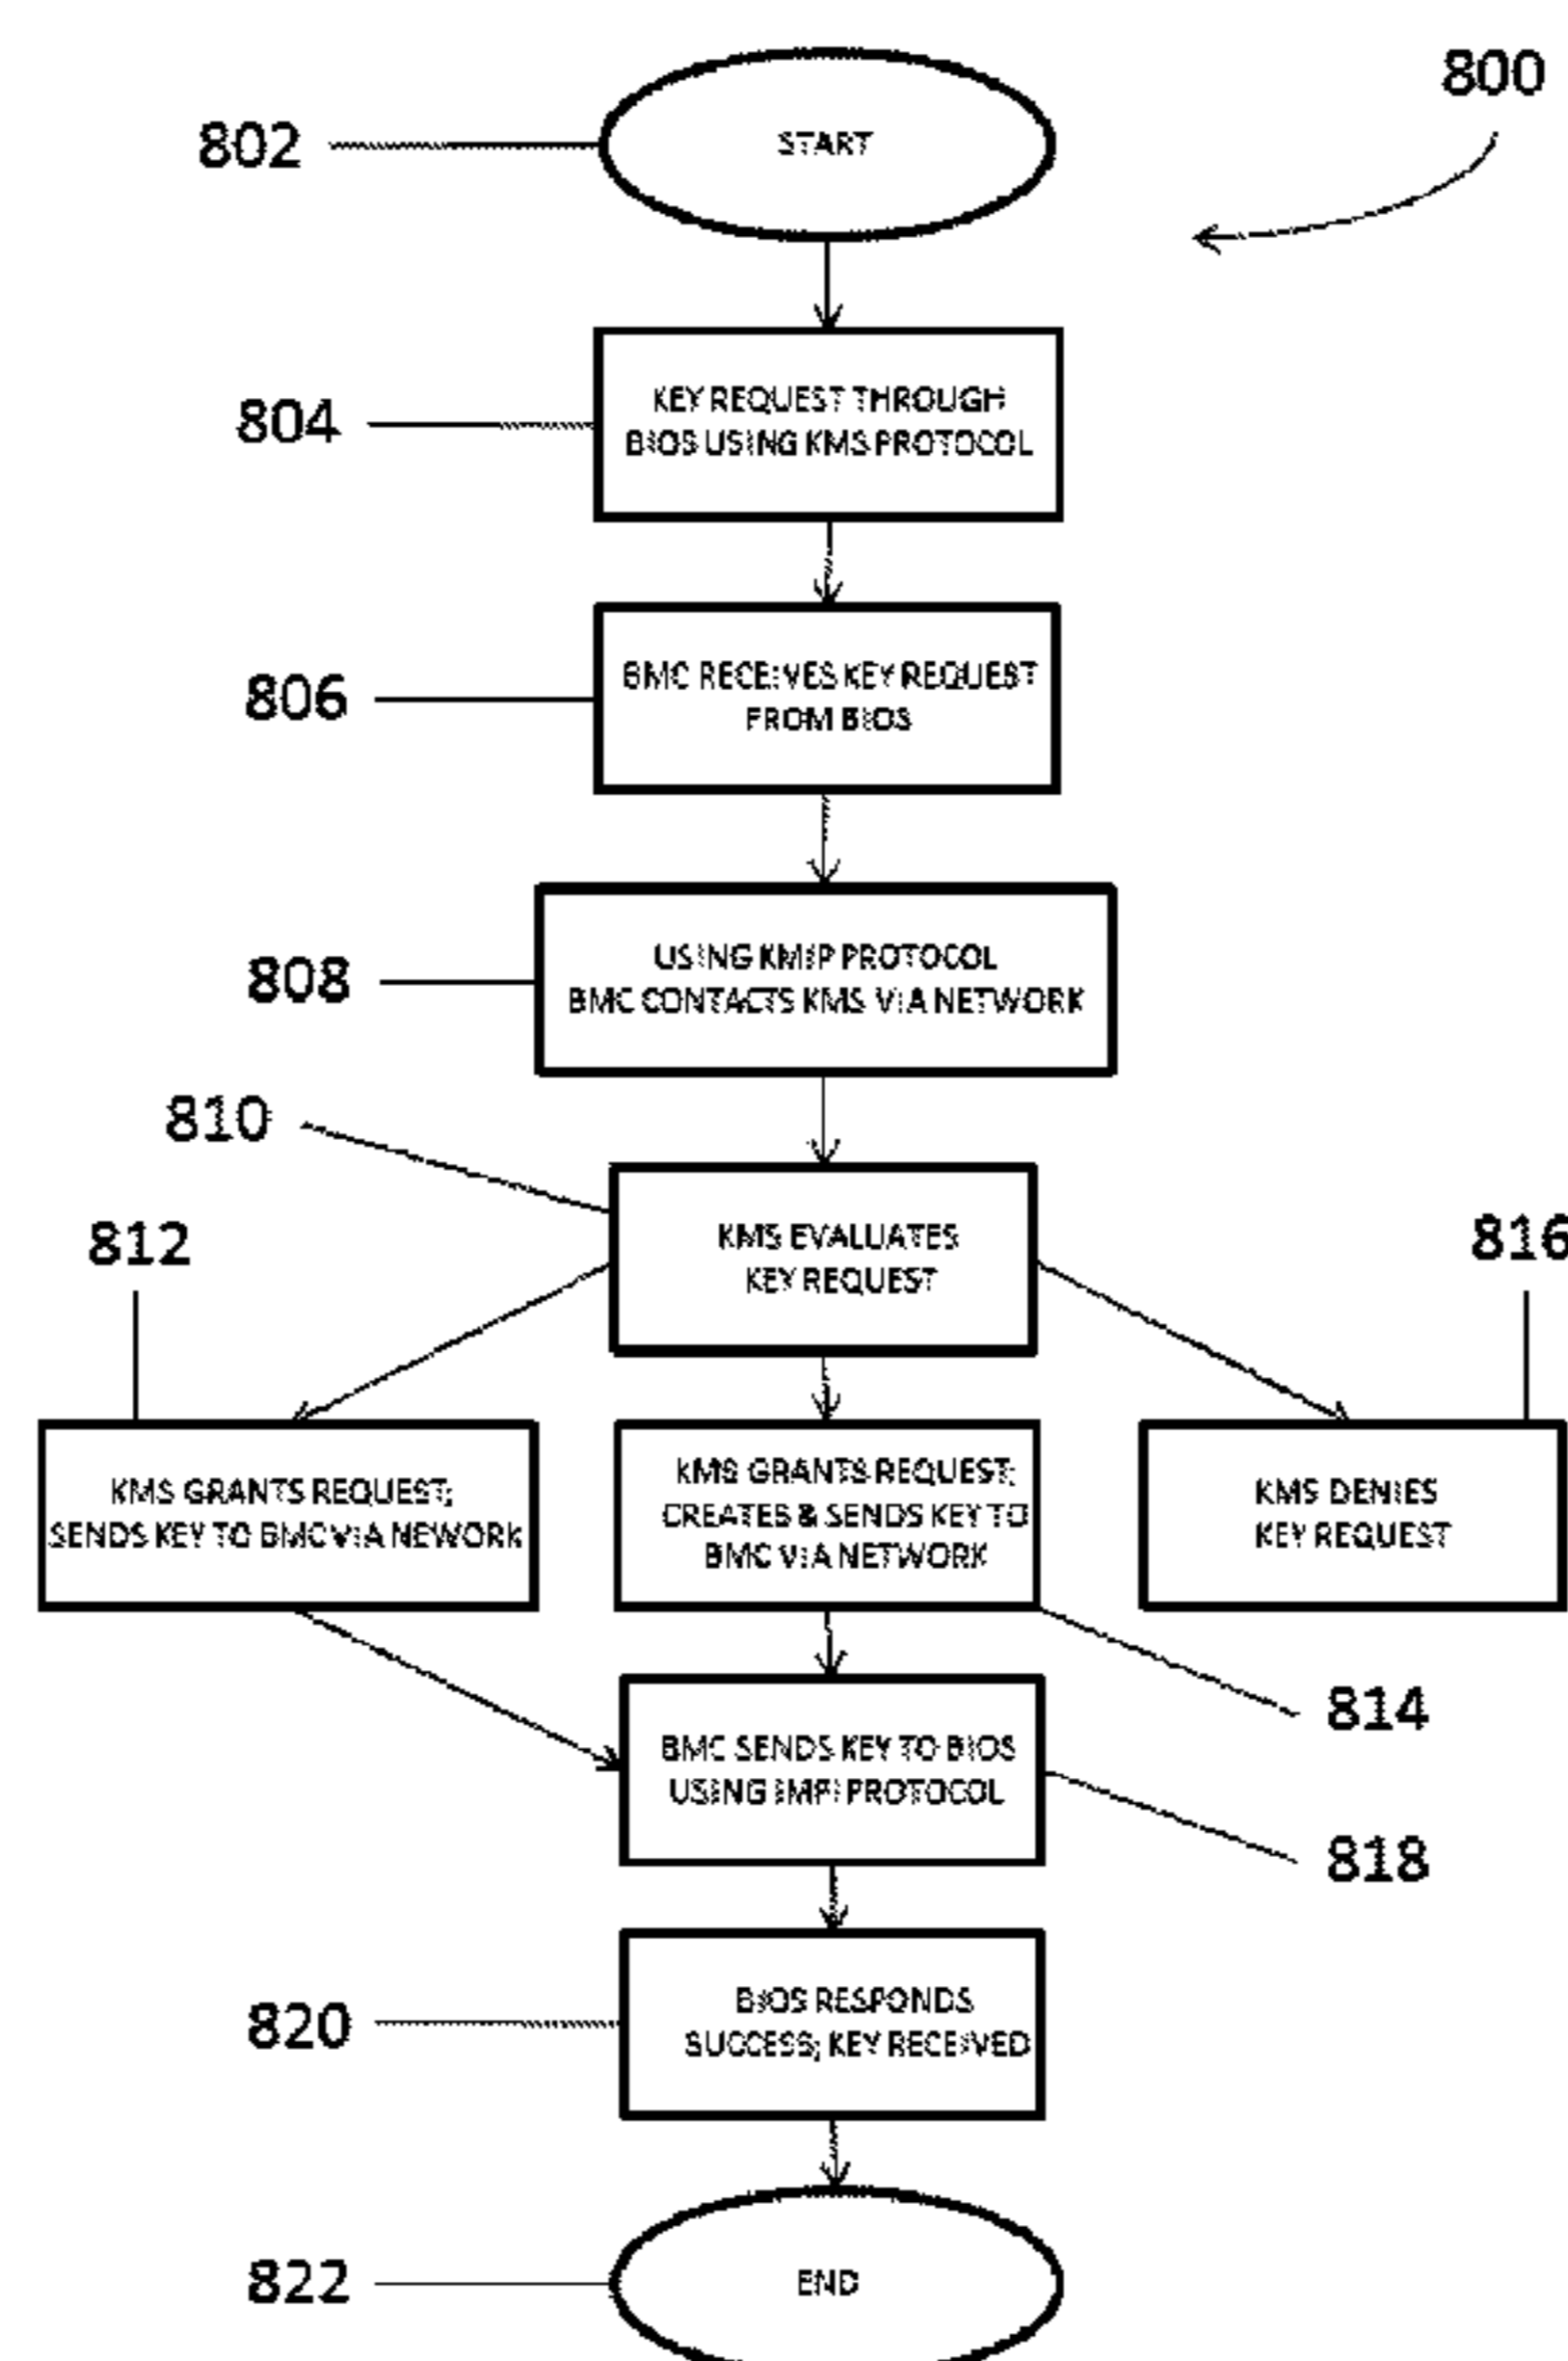 800
802
START
804
KEY REQUEST THROUGH
BIOS USING KMS PROTOCOL
806
BMC RECEIVES KEY REQUEST
FROM BIOS
808
USING KMIP PROTOCOL
BMC CONTACTS KMS VIA NETWORK
810
KMS EVALUATES
KEY REQUEST
812
816
KMS GRANTS REQUEST;
SENDS KEY TO BMC VIA NEWORK
KMS GRANTS REQUEST;
CREATES & SENDS KEY TO
BMC VIA NETWORK
KMS DENIES
KEY REQUEST
814
BMC SENDS KEY TO BIOS
USING IMPI PROTOCOL
818
820
BIOS RESPONDS
SUCCESS; KEY RECEIVED
822
END